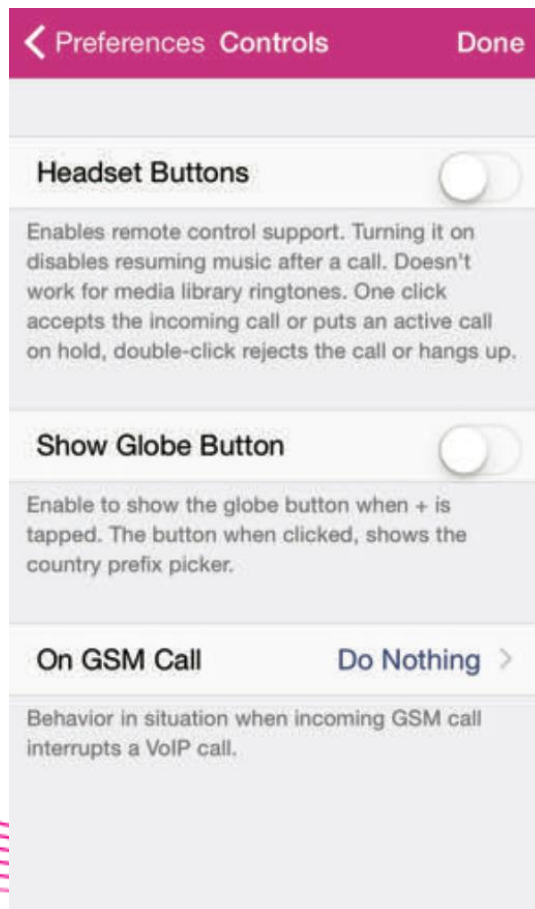 Preferences Controls Done
Headset Buttons
Enables remote control support. Turning it on
disables resuming music after a call. Doesn't
work for media library ringtones. One click
accepts the incoming call or puts an active call
on hold, double-click rejects the call or hangs up.
Show Globe Button
Enable to show the globe button when + is
tapped. The button when clicked, shows the
country prefix picker.
On GSM Call Do Nothing
Behavior in situation when incoming GSM call
interrupts a VoIP call.